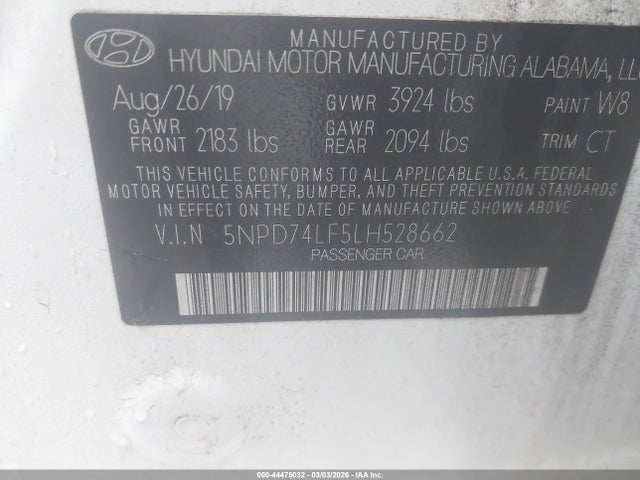 MANUFACTURED BY
HYUNDAI MOTOR MANUFACTURING ALABAMA, LL
Aug/26/19 GVWR 3924 lbs PAINT W8
GAWR FRONT 2183 lbs GAWR REAR 2094 lbs TRIM CT
THIS VEHICLE CONFORMS TO ALL APPLICABLE U.S.A. FEDERAL
MOTOR VEHICLE SAFETY, BUMPER, AND THEFT PREVENTION STANDARDS
IN EFFECT ON THE DATE OF MANUFACTURE SHOWN ABOVE
V.I.N 5NPD74LF5LH528662
PASSENGER CAR
000-44475032 - 03/03/2026 - IAA, Inc.